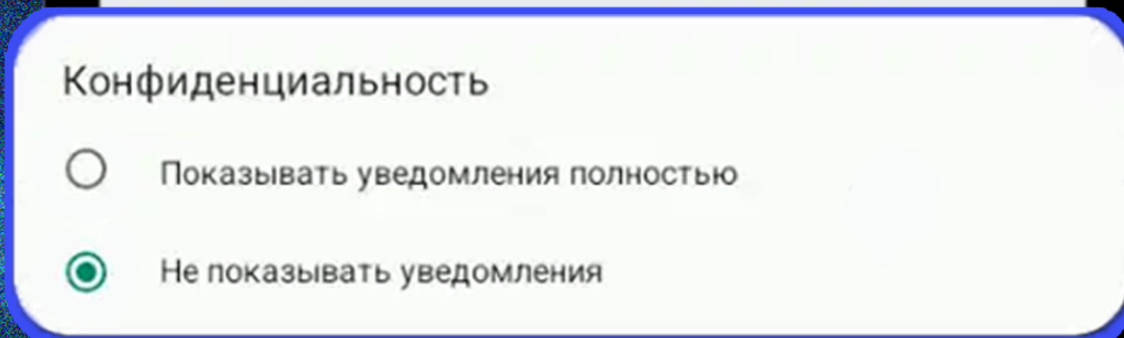 Конфиденциальность
Показывать уведомления полностью
Не показывать уведомления